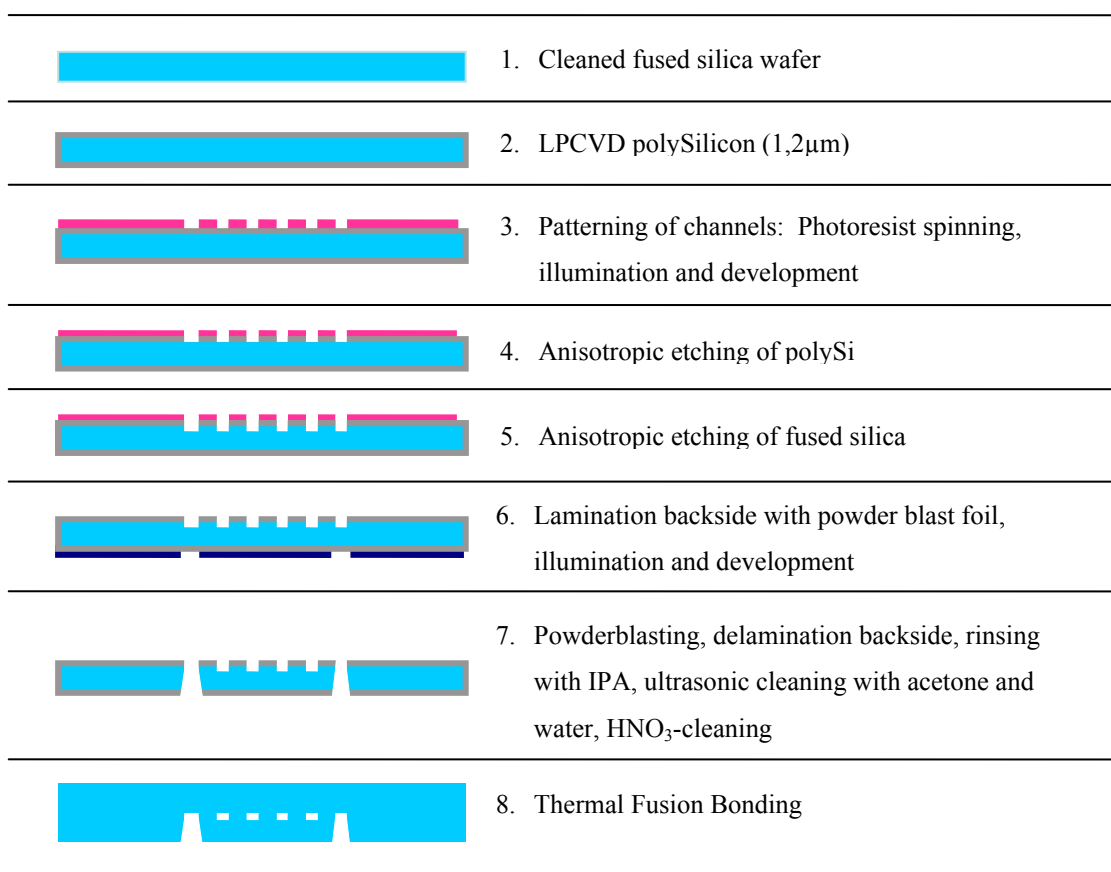 1. Cleaned fused silica wafer
2. LPCVD polySilicon (1,2µm)
3. Patterning of channels: Photoresist spinning,
illumination and development
4. Anisotropic etching of polySi
5. Anisotropic etching of fused silica
6. Lamination backside with powder blast foil,
illumination and development
7. Powderblasting, delamination backside, rinsing
with IPA, ultrasonic cleaning with acetone and
water, HNO₃-cleaning
8. Thermal Fusion Bonding